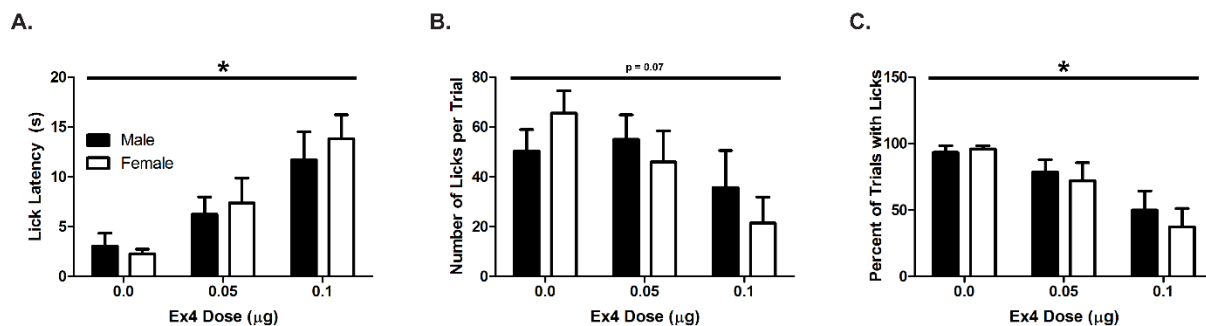 A.
Lick Latency (s)
20
15
10
5
0
*
Male
Female
0.0 0.05 0.1
Ex4 Dose (μg)
B.
Number of Licks per Trial
80
60
40
20
0
p = 0.07
0.0 0.05 0.1
Ex4 Dose (μg)
C.
Percent of Trials with Licks
150
100
50
0
*
0.0 0.05 0.1
Ex4 Dose (μg)